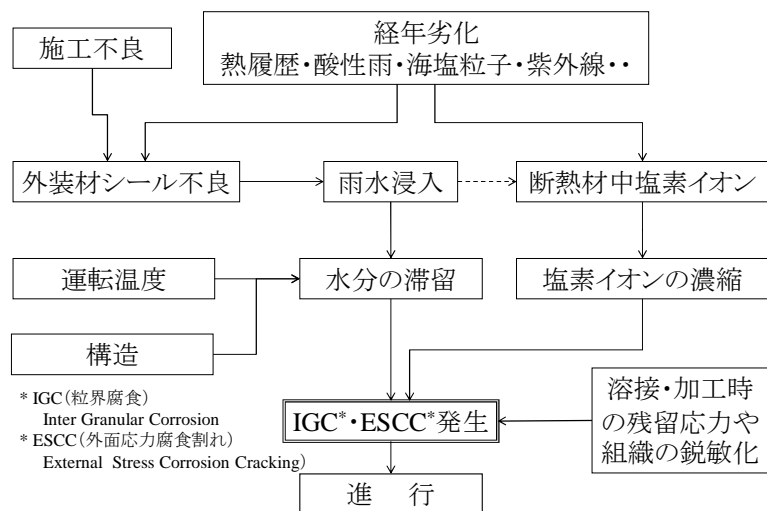 施工不良
経年劣化
熱履歴・酸性雨・海塩粒子・紫外線・・
外装材シール不良
雨水浸入
断熱材中塩素イオン
運転温度
水分の滞留
塩素イオンの濃縮
構造
* IGC（粒界腐食）
Inter Granular Corrosion
* ESCC（外面応力腐食割れ）
External Stress Corrosion Cracking）
IGC*・ESCC*発生
溶接・加工時
の残留応力や
組織の鋭敏化
進 行